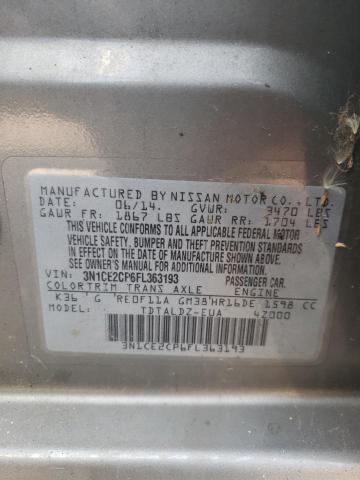 MANUFACTURED BY NISSAN MOTOR CO., LTD.
DATE: 06/14. GVWR: 3470 LBS
GAWR FR: 1867 LBS GAWR RR: 1704 LBS
THIS VEHICLE CONFORMS TO ALL APPLICABLE FEDERAL MOTOR
VEHICLE SAFETY, BUMPER AND THEFT PREVENTION STANDARDS
IN EFFECT ON THE DATE OF MANUFACTURE SHOWN ABOVE.
SEE OWNER'S MANUAL FOR ADDITIONAL INFORMATION.
VIN: 3N1CE2CP6FL363193 PASSENGER CAR.
COLOR TRIM TRANS AXLE ENGINE
K36 G RE0F11A GM38 HR16DE 1598 CC
MODEL: TDTALDZ-EUA 4Z000
3N1CE2CP6FL363193